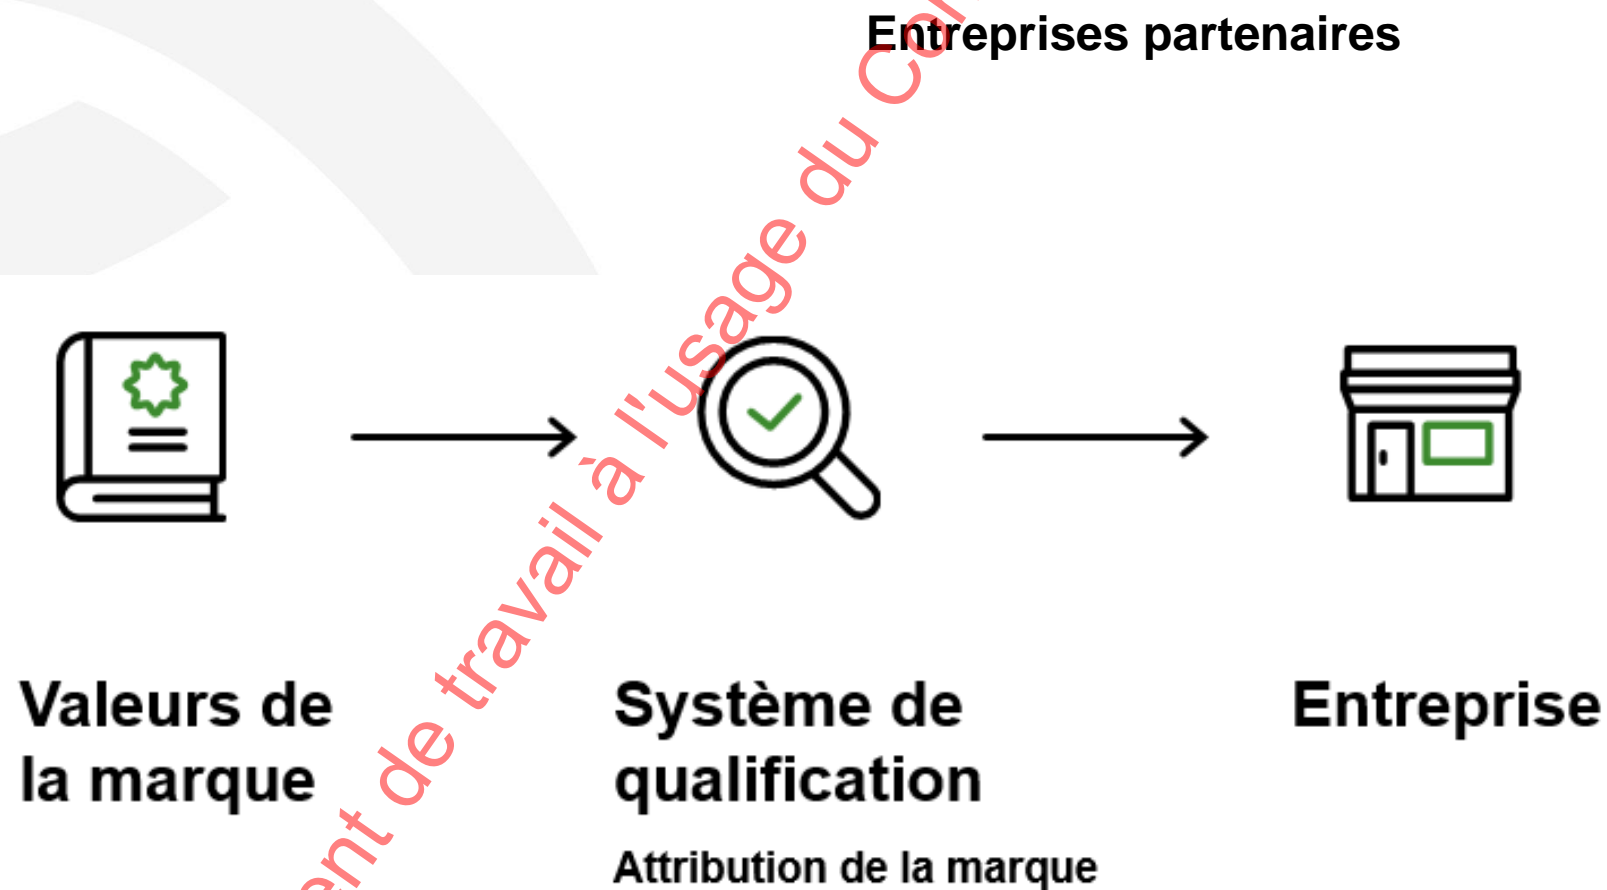 Entreprises partenaires
Valeurs de
la marque
Système de
qualification
Attribution de la marque
Entreprise
de travail à l'usage du